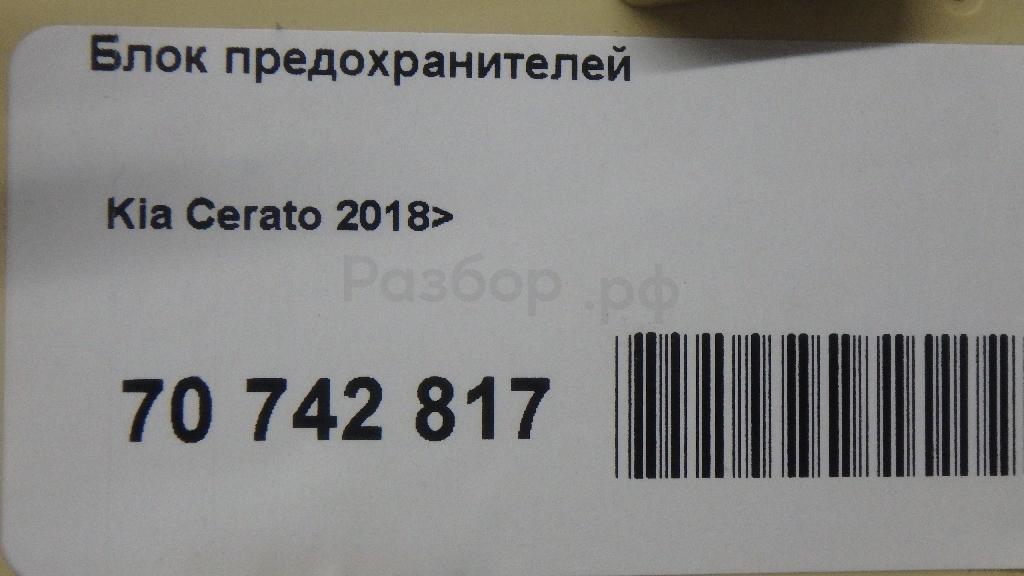 Блок предохранителей
Kia Cerato 2018>
Разбор.рф
70 742 817